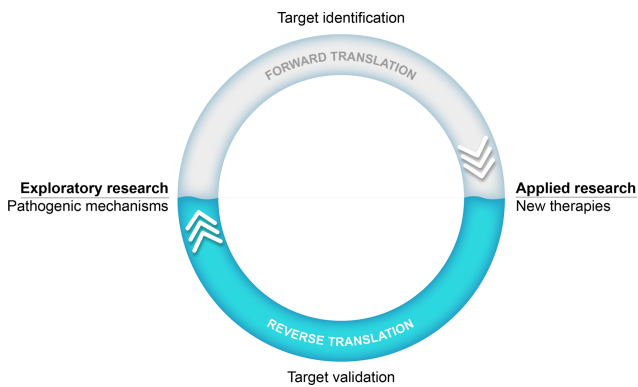 Target identification
FORWARD TRANSLATION
Exploratory research
Pathogenic mechanisms
Applied research
New therapies
REVERSE TRANSLATION
Target validation